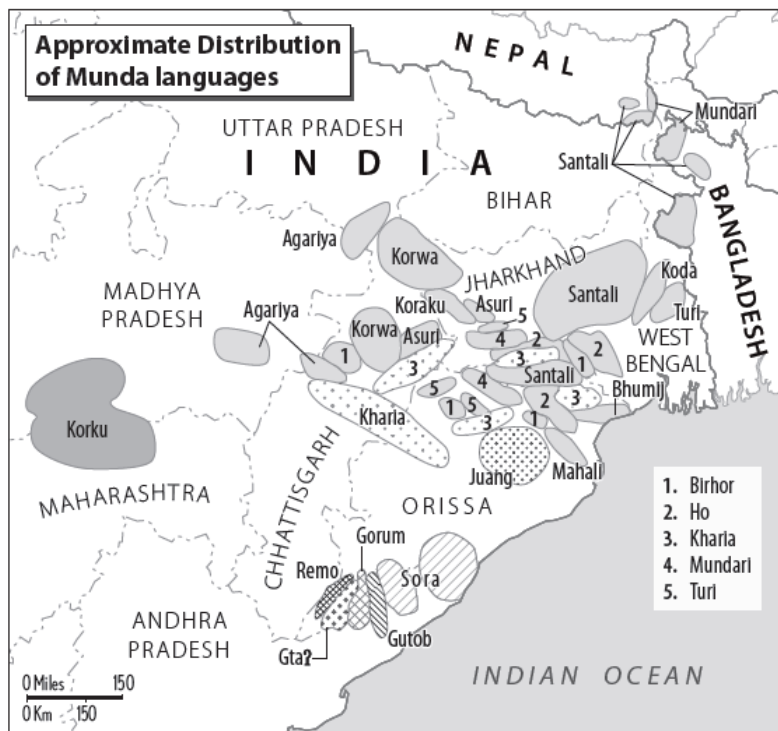 Approximate Distribution
of Munda languages
NEPAL
Mundari
UTTAR PRADESH
INDIA
Santali
BIHAR
BANGLADESH
Agariya
Korwa
JHARKHAND
Koda
MADHYA
PRADESH
Agariya
Koraku
Asuri
Santali
Turi
5
Korwa
Asuri
4
2
WEST
BENGAL
1
3
3
1
2
Santali
Bhumij
Korku
Kharia
5
4
1
5
2
3
3
1
Juang
Mahali
MAHARASHTRA
CHHATTISGARH
ORISSA
1. Birhor
2. Ho
3. Kharia
4. Mundari
5. Turi
Gorum
Remo
Sora
ANDHRA
PRADESH
Gutob
Gta?
INDIAN OCEAN
0 Miles 150
0 Km 150